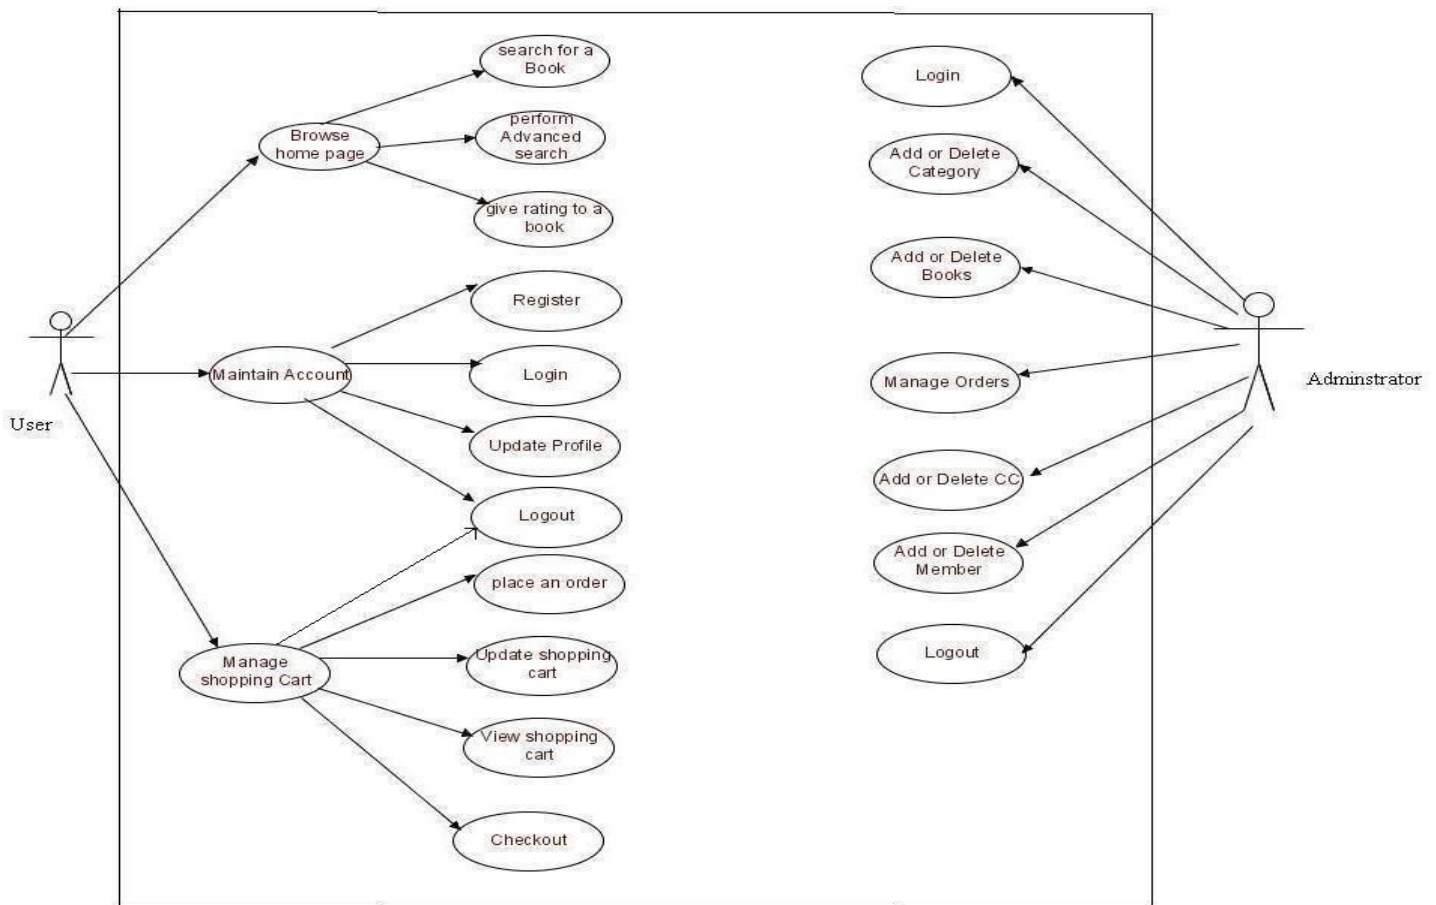 search for a
Book
perform
Advanced
search
give rating to a
book
Browse
home page
Register
Login
Update Profile
Logout
Maintain Account
User
place an order
Update shopping
cart
View shopping
cart
Checkout
Manage
shopping Cart
Login
Add or Delete
Category
Add or Delete
Books
Manage Orders
Add or Delete CC
Add or Delete
Member
Logout
Adminstrator